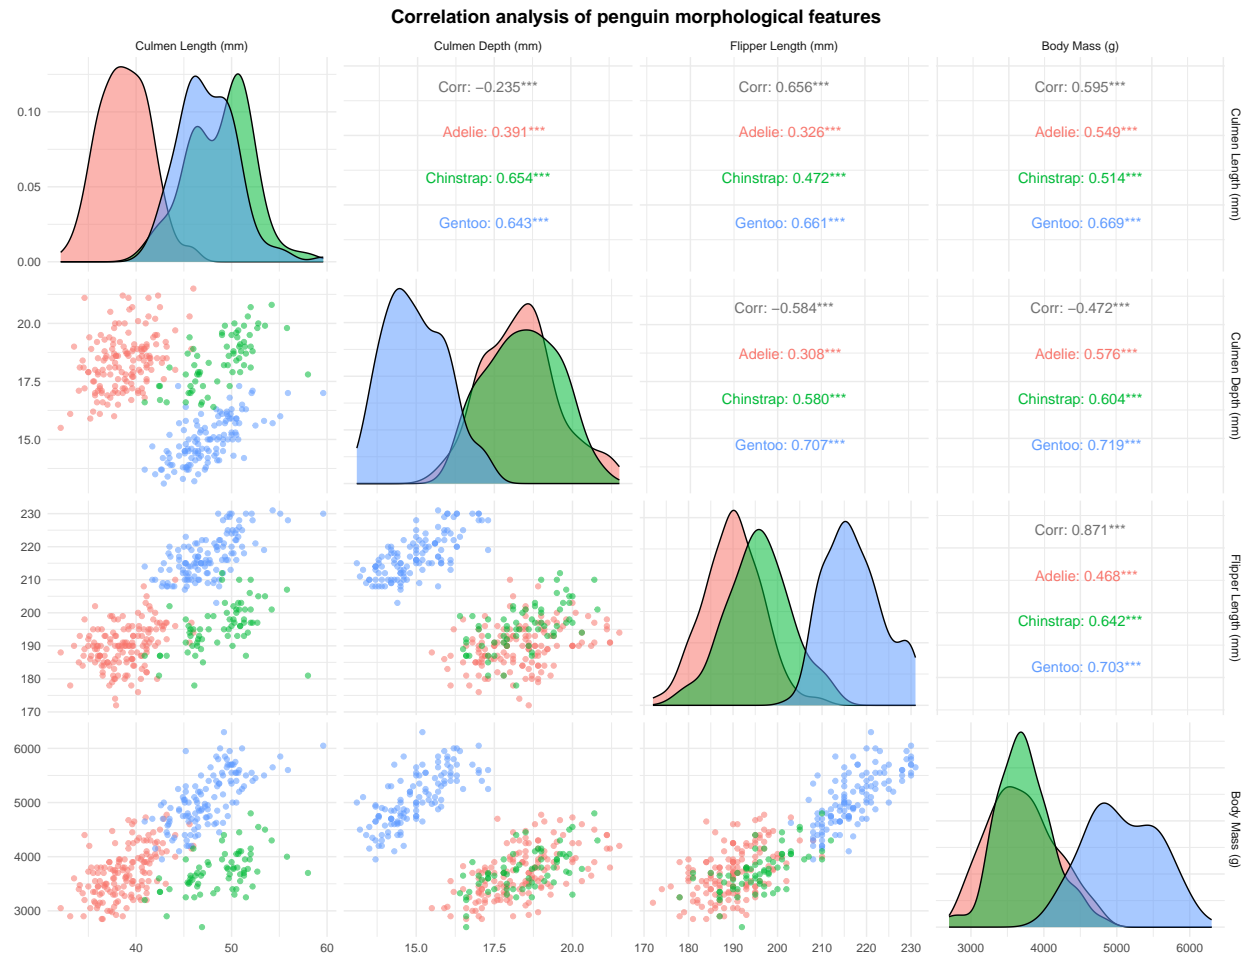 Correlation analysis of penguin morphological features
Culmen Length (mm)
Culmen Depth (mm)
Flipper Length (mm)
Body Mass (g)
0.10
0.05
0.00
Corr: −0.235***
Adelie: 0.391***
Chinstrap: 0.654***
Gentoo: 0.643***
Corr: 0.656***
Adelie: 0.326***
Chinstrap: 0.472***
Gentoo: 0.661***
Corr: 0.595***
Adelie: 0.549***
Chinstrap: 0.514***
Gentoo: 0.669***
Culmen Length (mm)
20.0
17.5
15.0
Corr: −0.584***
Adelie: 0.308***
Chinstrap: 0.580***
Gentoo: 0.707***
Corr: −0.472***
Adelie: 0.576***
Chinstrap: 0.604***
Gentoo: 0.719***
Culmen Depth (mm)
230
220
210
200
190
180
170
Corr: 0.871***
Adelie: 0.468***
Chinstrap: 0.642***
Gentoo: 0.703***
Flipper Length (mm)
6000
5000
4000
3000
Body Mass (g)
40
50
60
15.0
17.5
20.0
170
180
190
200
210
220
230
3000
4000
5000
6000